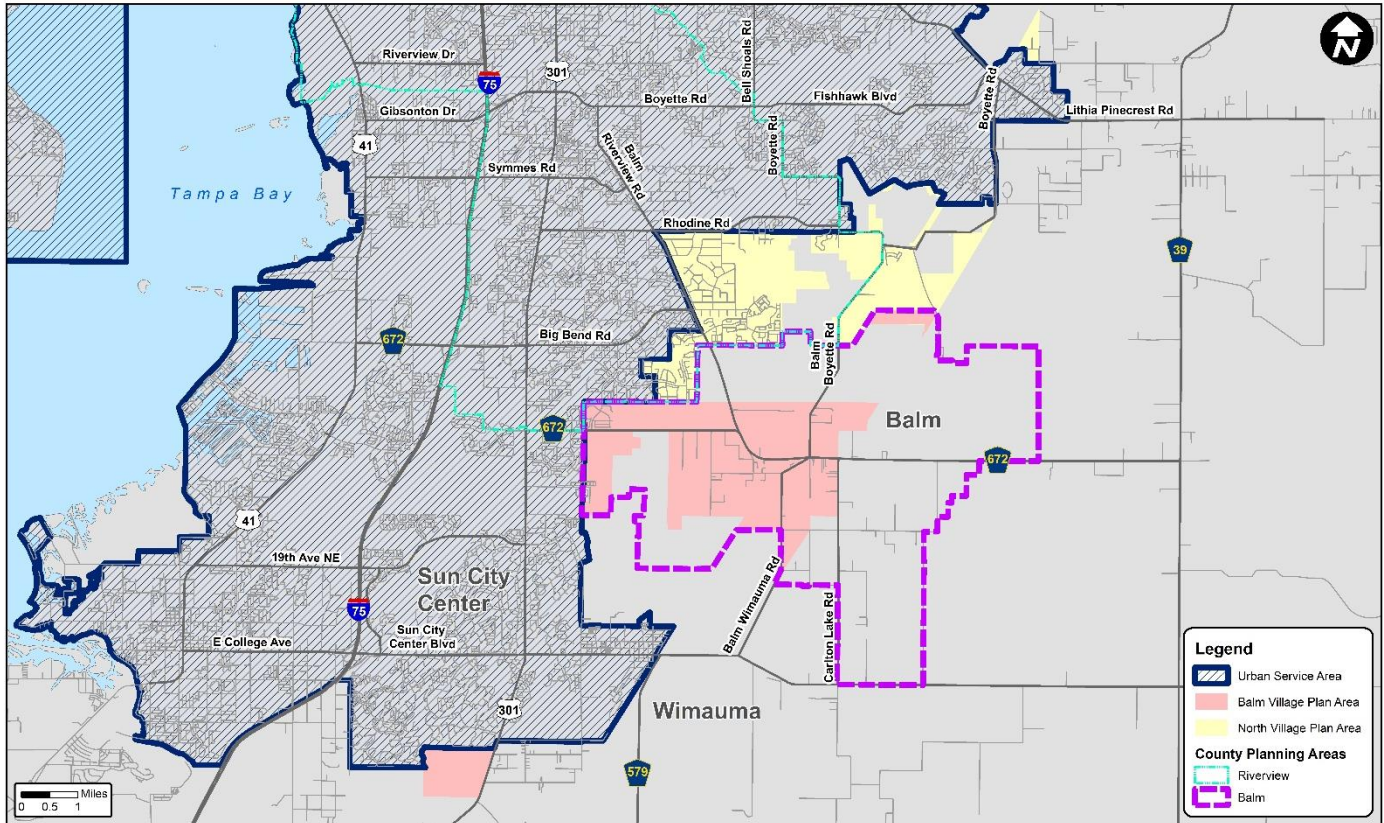 N
Riverview Dr
75
301
Bell Shoals Rd
Boyette Rd
Fishhawk Blvd
Boyette Rd
Lithia Pinecrest Rd
Gibsonton Dr
41
Balm
Riverview Rd
Boyette Rd
Symmes Rd
Tampa Bay
Rhodine Rd
39
672
Big Bend Rd
Balm
Boyette Rd
672
Balm
672
41
19th Ave NE
Sun City
Center
75
Sun City
Center Blvd
E College Ave
Balm Wimauma Rd
Carlton Lake Rd
301
Wimauma
579
Miles
0 0.5 1
Legend
Urban Service Area
Balm Village Plan Area
North Village Plan Area
County Planning Areas
Riverview
Balm